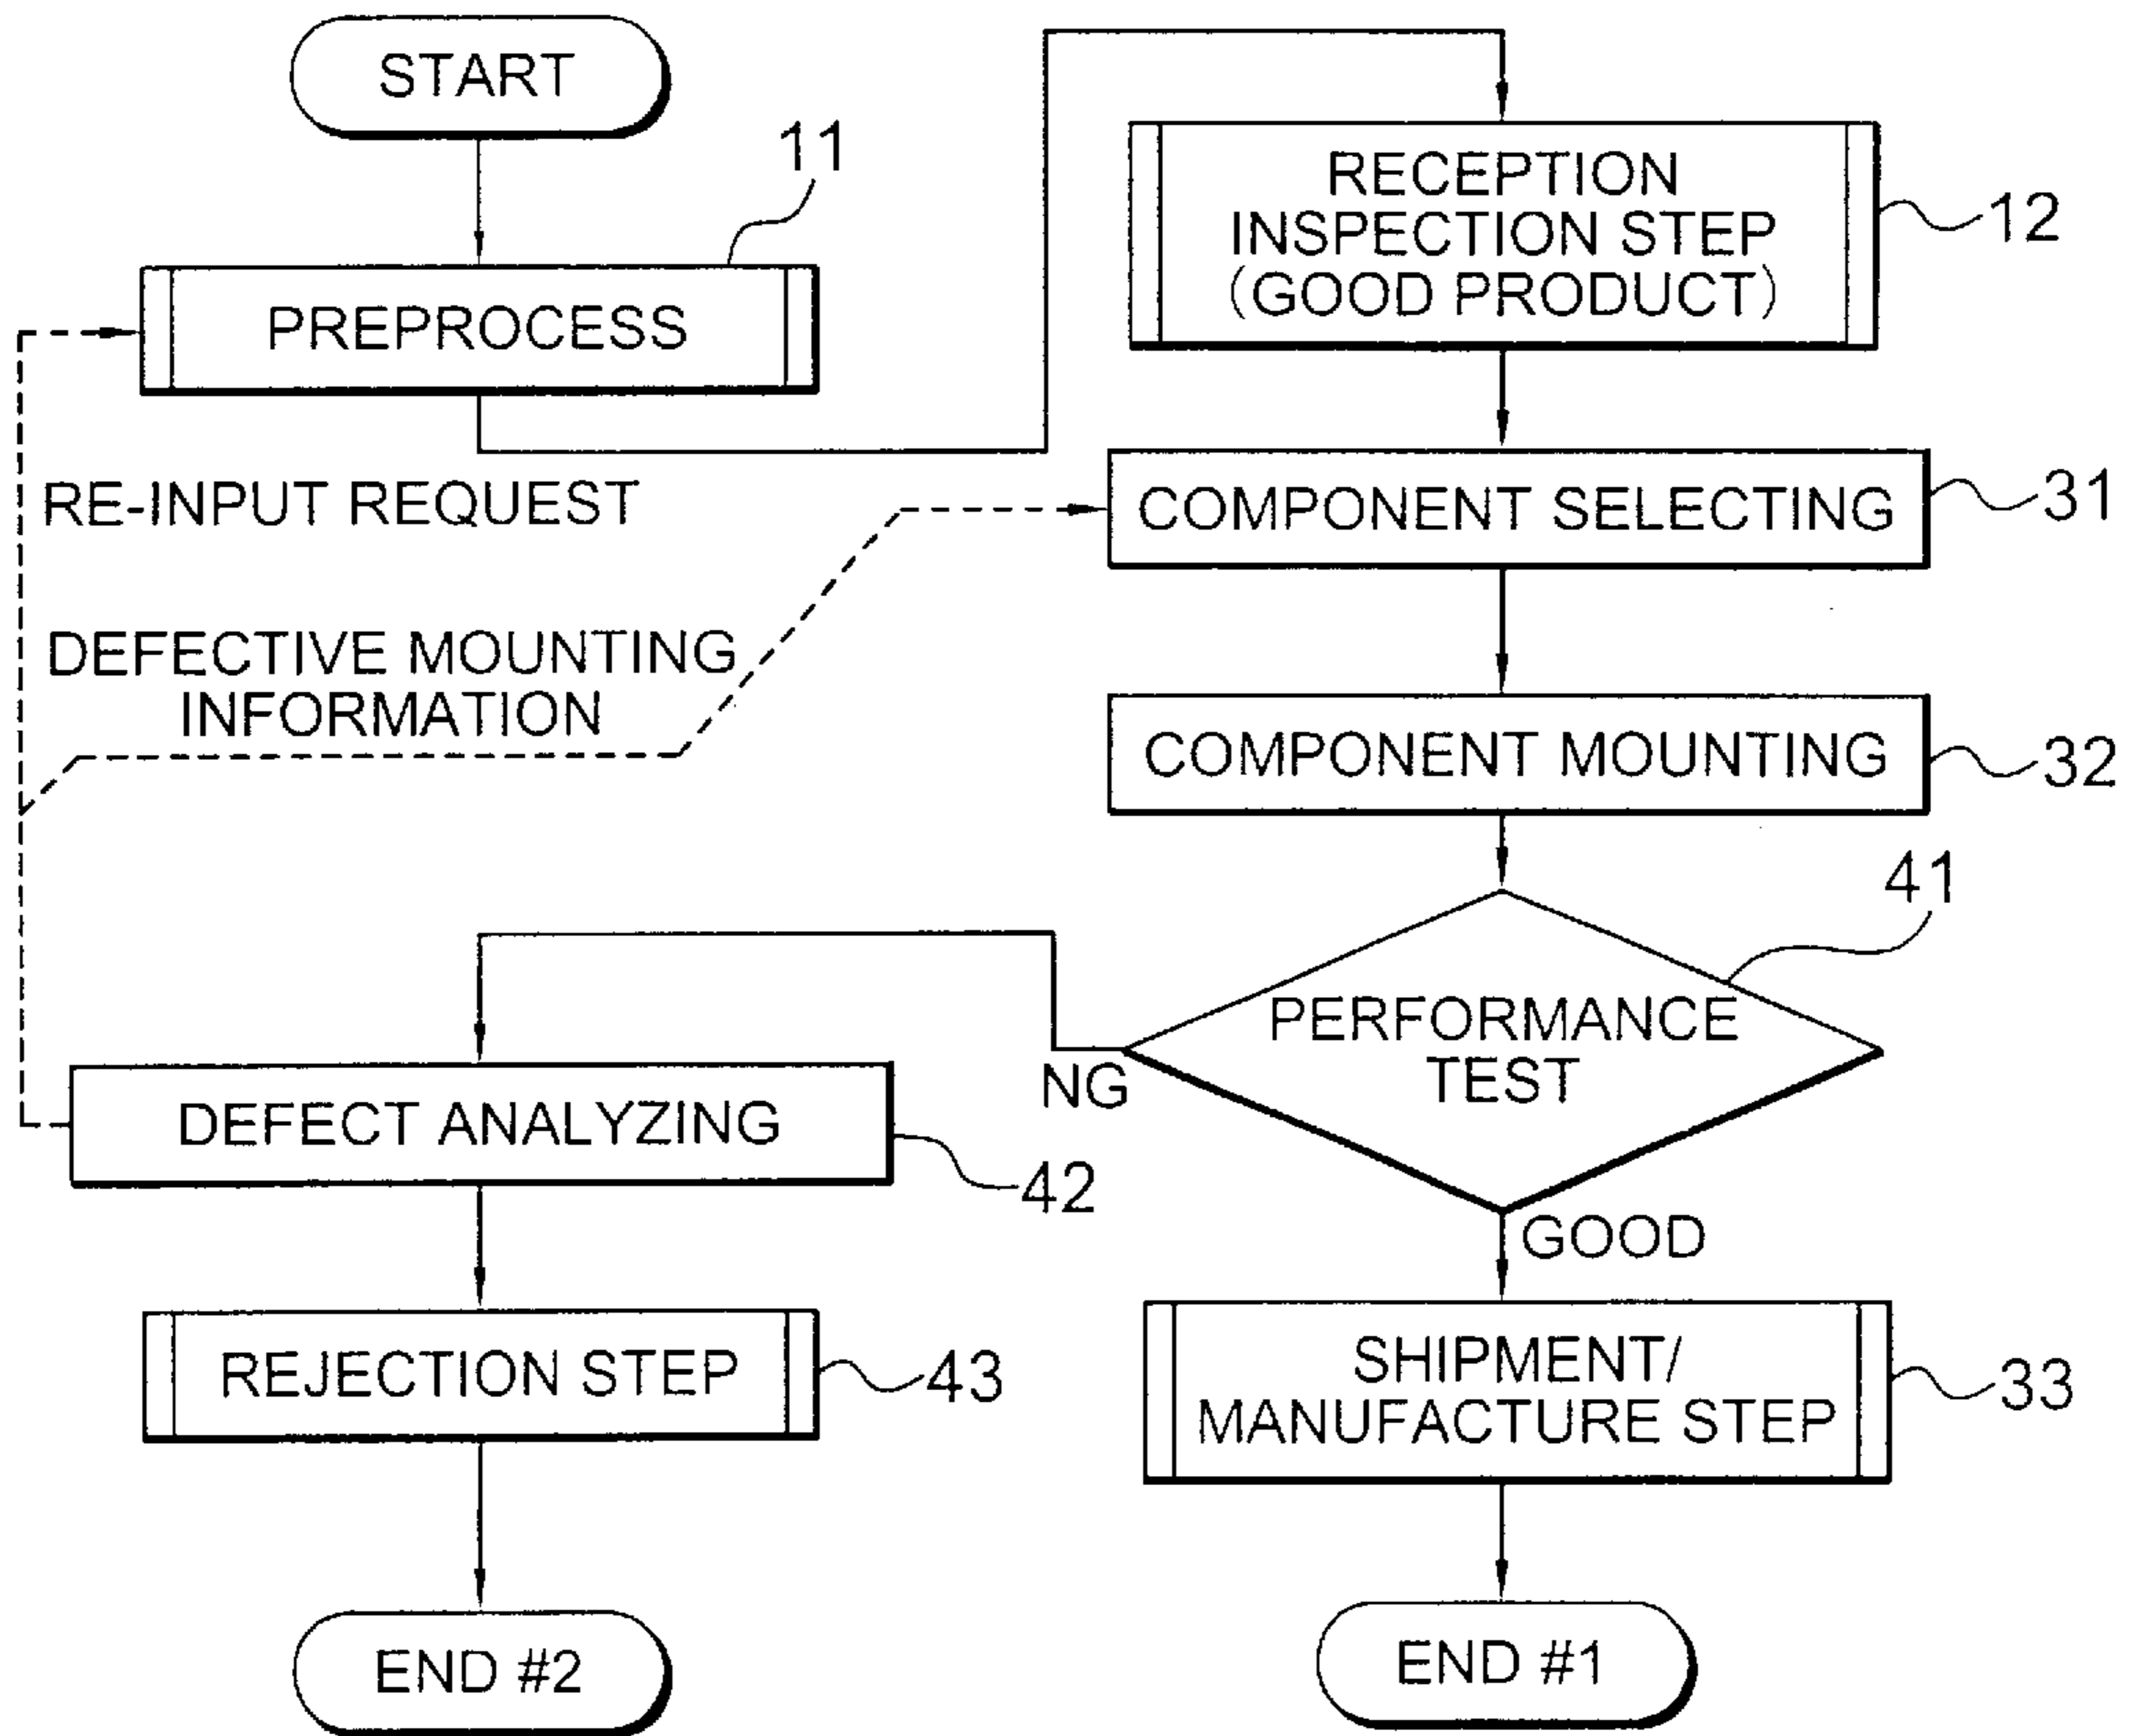 START
11
PREPROCESS
RECEPTION
INSPECTION STEP
(GOOD PRODUCT)
12
RE-INPUT REQUEST
COMPONENT SELECTING
31
DEFECTIVE MOUNTING
INFORMATION
COMPONENT MOUNTING
32
41
PERFORMANCE
TEST
NG
DEFECT ANALYZING
42
GOOD
REJECTION STEP
43
SHIPMENT/
MANUFACTURE STEP
33
END #2
END #1